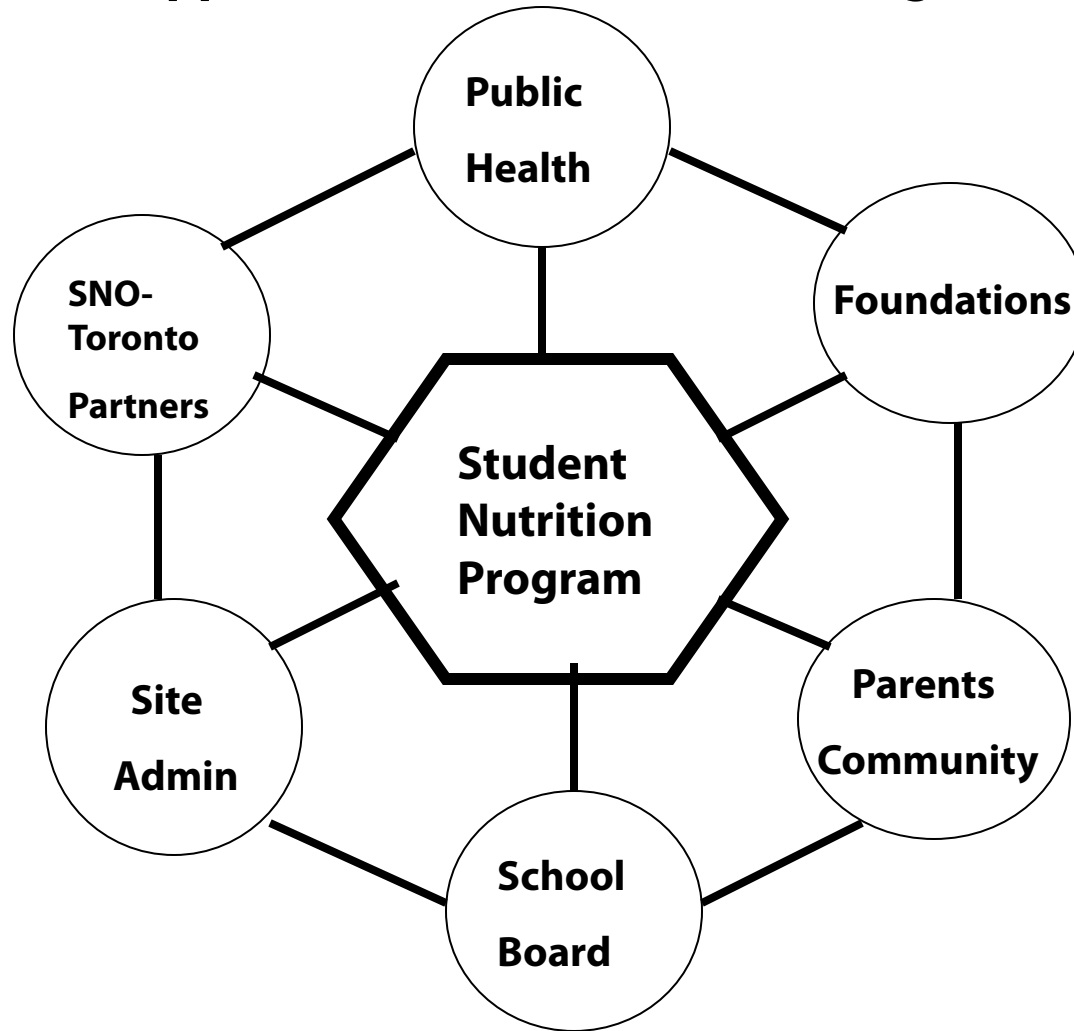 Public
Health
SNO-
Toronto
Partners
Foundations
Student
Nutrition
Program
Site
Admin
Parents
Community
School
Board